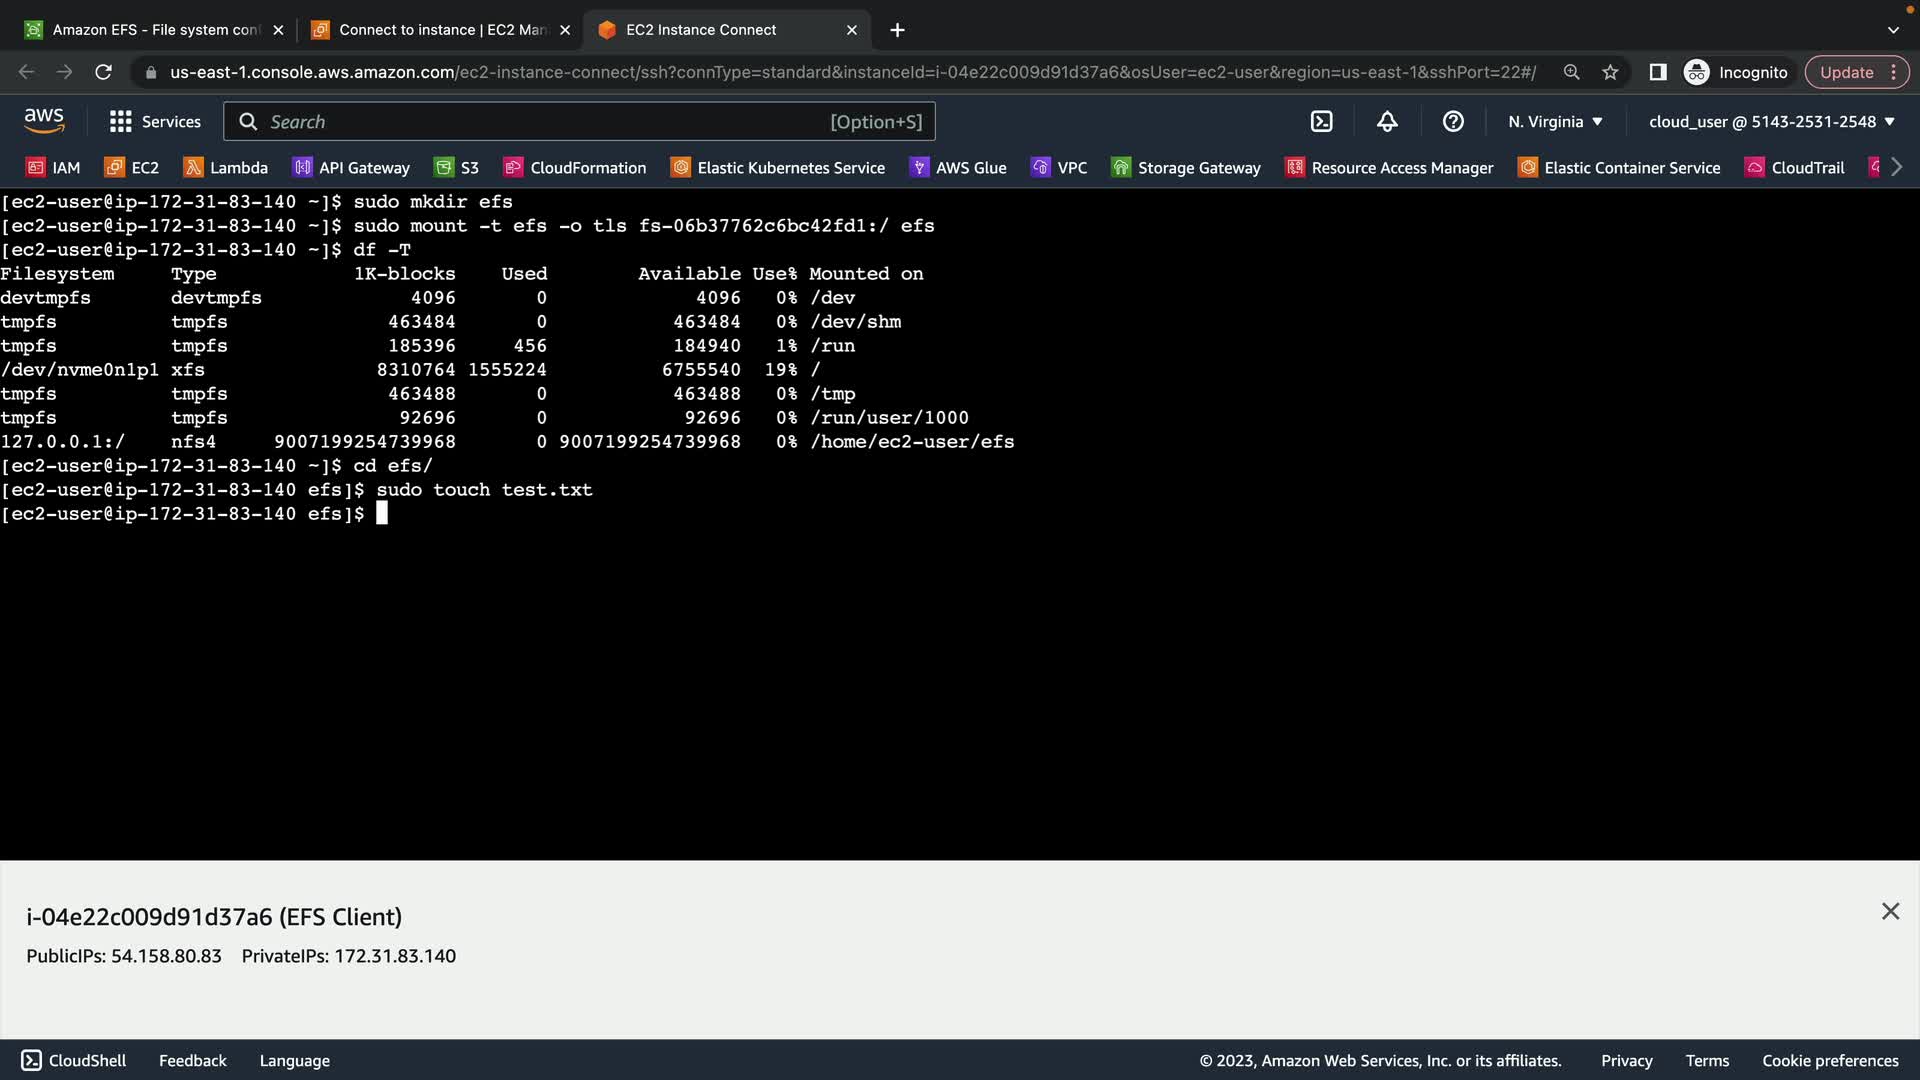 Amazon EFS - File system con
Connect to instance | EC2 Man
EC2 Instance Connect
us-east-1.console.aws.amazon.com/ec2-instance-connect/ssh?connType=standard&instanceId=i-04e22c009d91d37a6&osUser=ec2-user&region=us-east-1&sshPort=22#/
Incognito
Update
aws
Services
Search
[Option+S]
N. Virginia
cloud_user @ 5143-2531-2548
IAM
EC2
Lambda
API Gateway
S3
CloudFormation
Elastic Kubernetes Service
AWS Glue
VPC
Storage Gateway
Resource Access Manager
Elastic Container Service
CloudTrail
[ec2-user@ip-172-31-83-140 ~]$ sudo mkdir efs
[ec2-user@ip-172-31-83-140 ~]$ sudo mount -t efs -o tls fs-06b37762c6bc42fd1:/ efs
[ec2-user@ip-172-31-83-140 ~]$ df -T
Filesystem     Type            1K-blocks    Used        Available Use% Mounted on
devtmpfs       devtmpfs             4096       0             4096   0% /dev
tmpfs          tmpfs              463484       0           463484   0% /dev/shm
tmpfs          tmpfs              185396     456           184940   1% /run
/dev/nvme0n1p1 xfs               8310764 1555224          6755540  19% /
tmpfs          tmpfs              463488       0           463488   0% /tmp
tmpfs          tmpfs               92696       0            92696   0% /run/user/1000
127.0.0.1:/    nfs4     9007199254739968       0 9007199254739968   0% /home/ec2-user/efs
[ec2-user@ip-172-31-83-140 ~]$ cd efs/
[ec2-user@ip-172-31-83-140 efs]$ sudo touch test.txt
[ec2-user@ip-172-31-83-140 efs]$
i-04e22c009d91d37a6 (EFS Client)
PublicIPs: 54.158.80.83 PrivateIPs: 172.31.83.140
CloudShell
Feedback
Language
© 2023, Amazon Web Services, Inc. or its affiliates.
Privacy
Terms
Cookie preferences